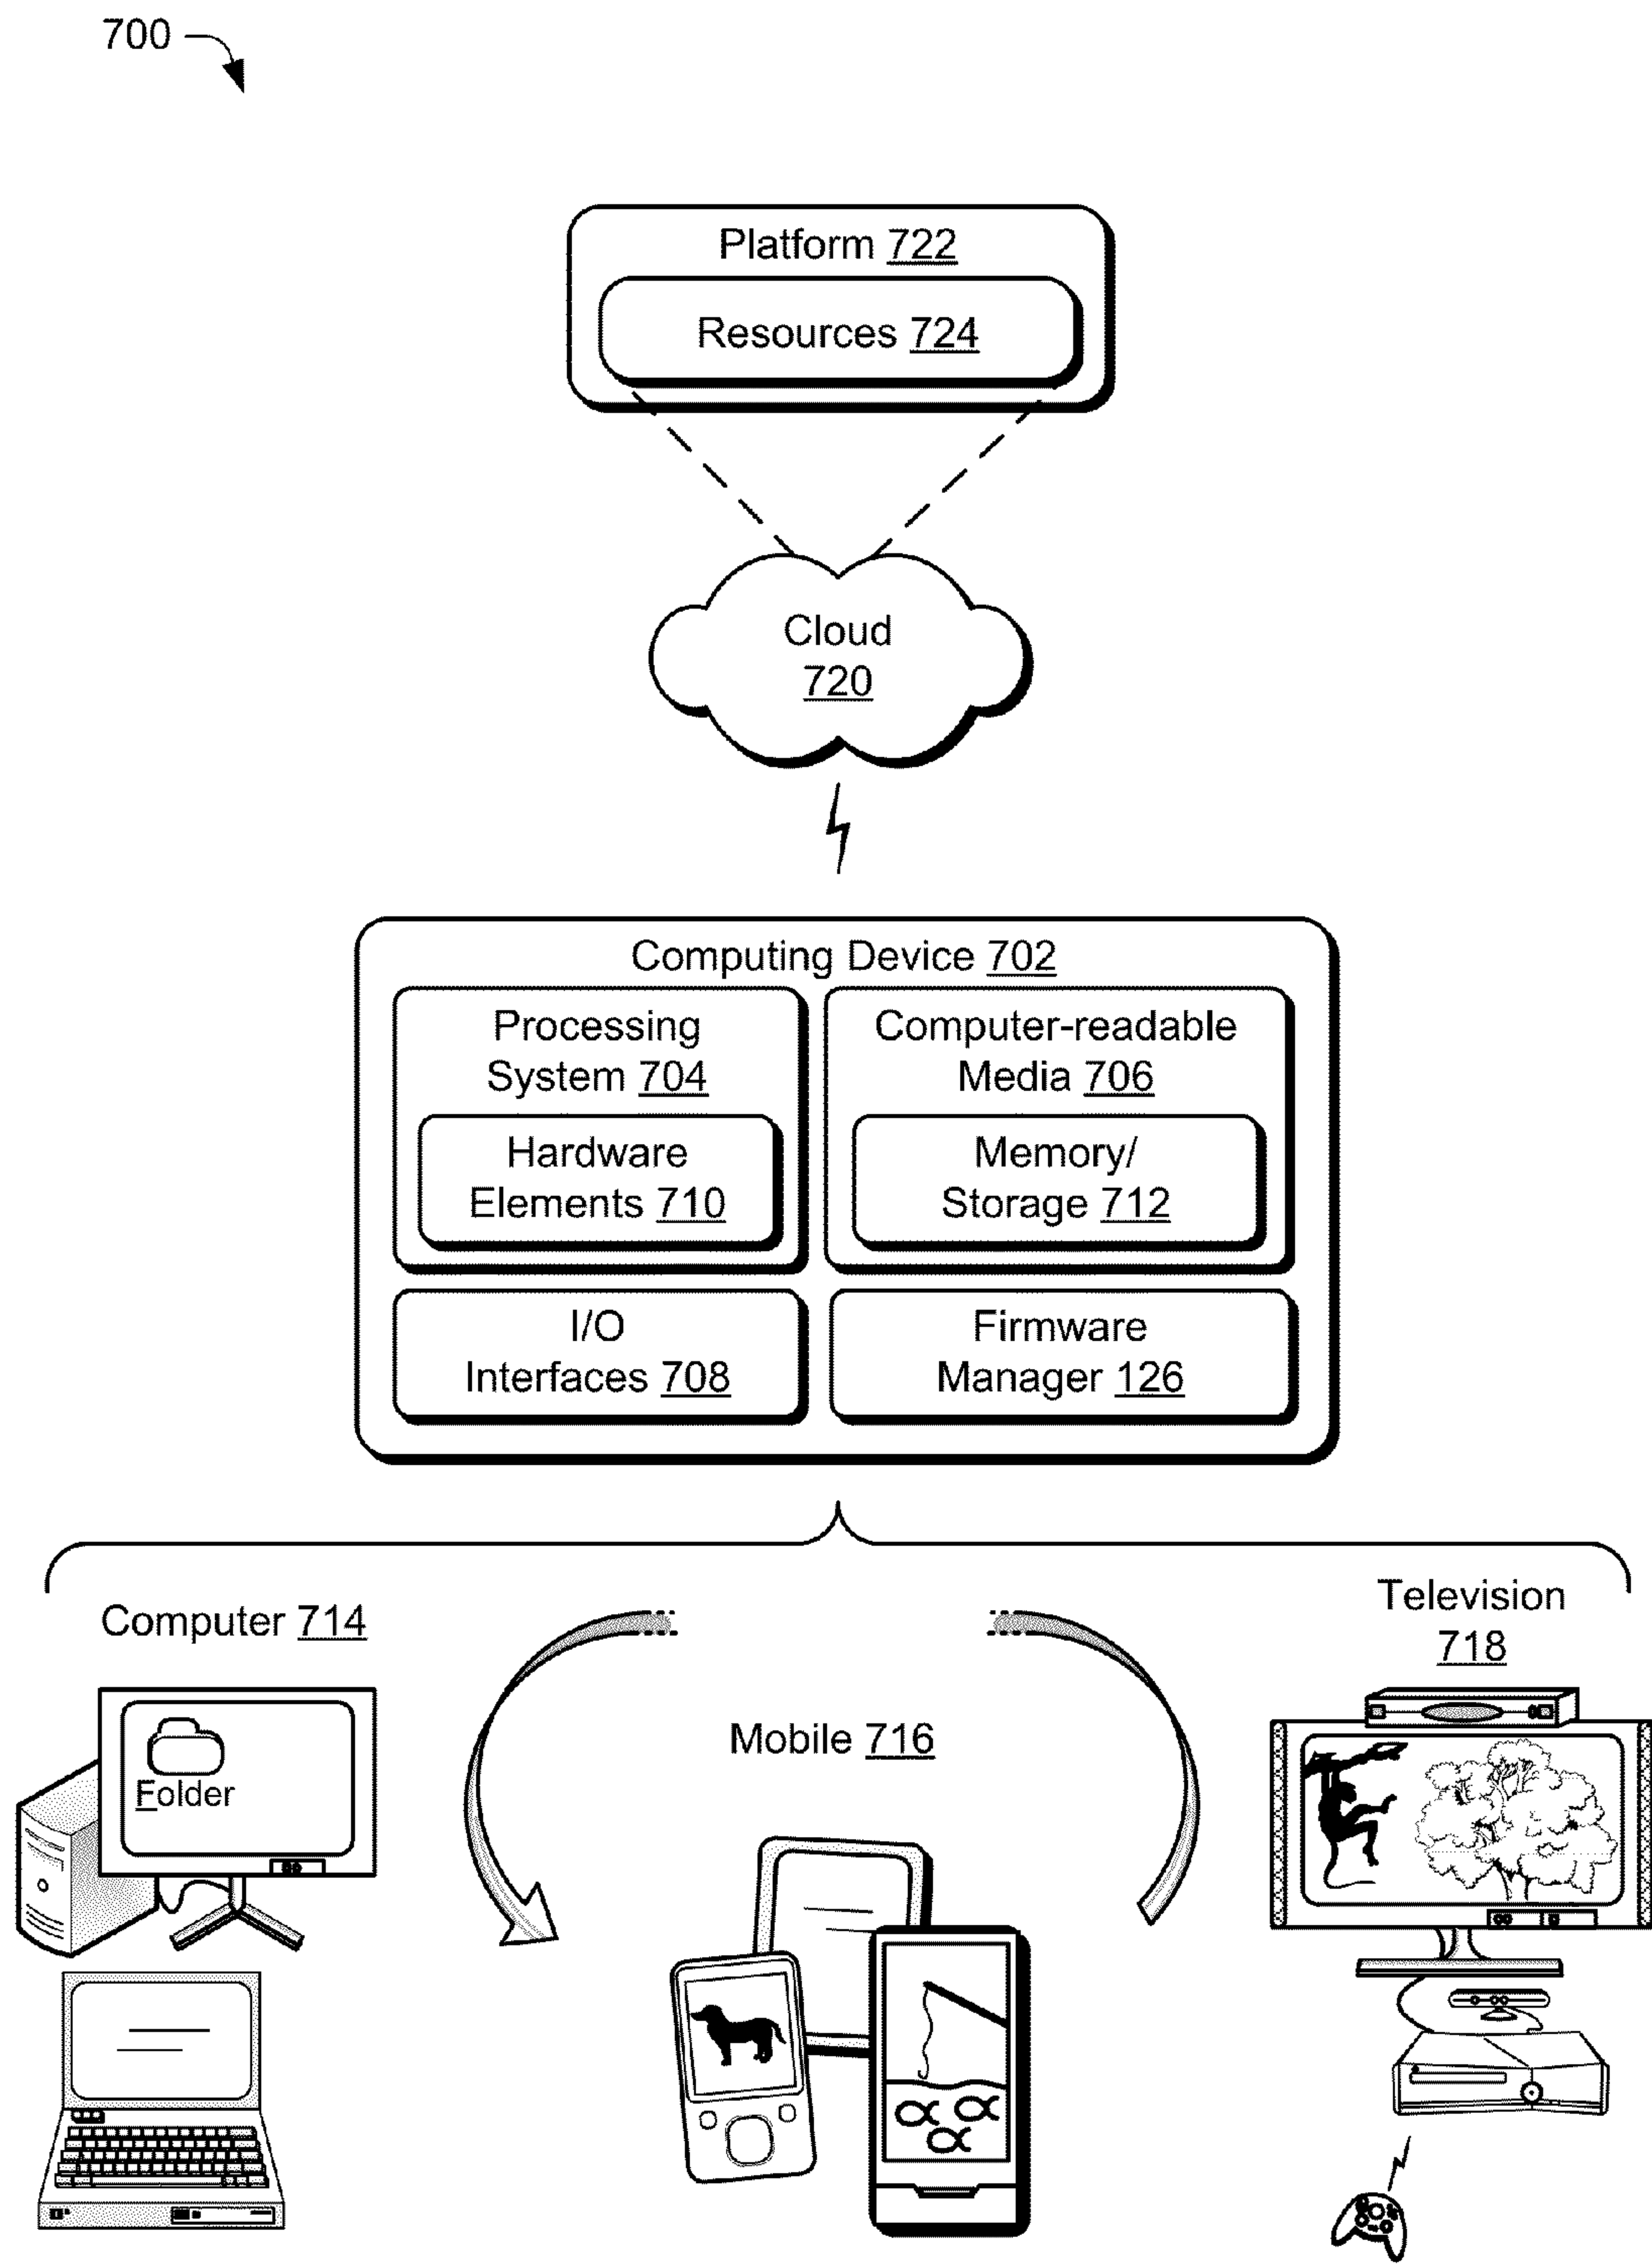 700
Platform 722
Resources 724
Cloud
720
Computing Device 702
Processing
System 704
Hardware
Elements 710
Computer-readable
Media 706
Memory/
Storage 712
I/O
Interfaces 708
Firmware
Manager 126
Computer 714
Folder
Mobile 716
Television
718